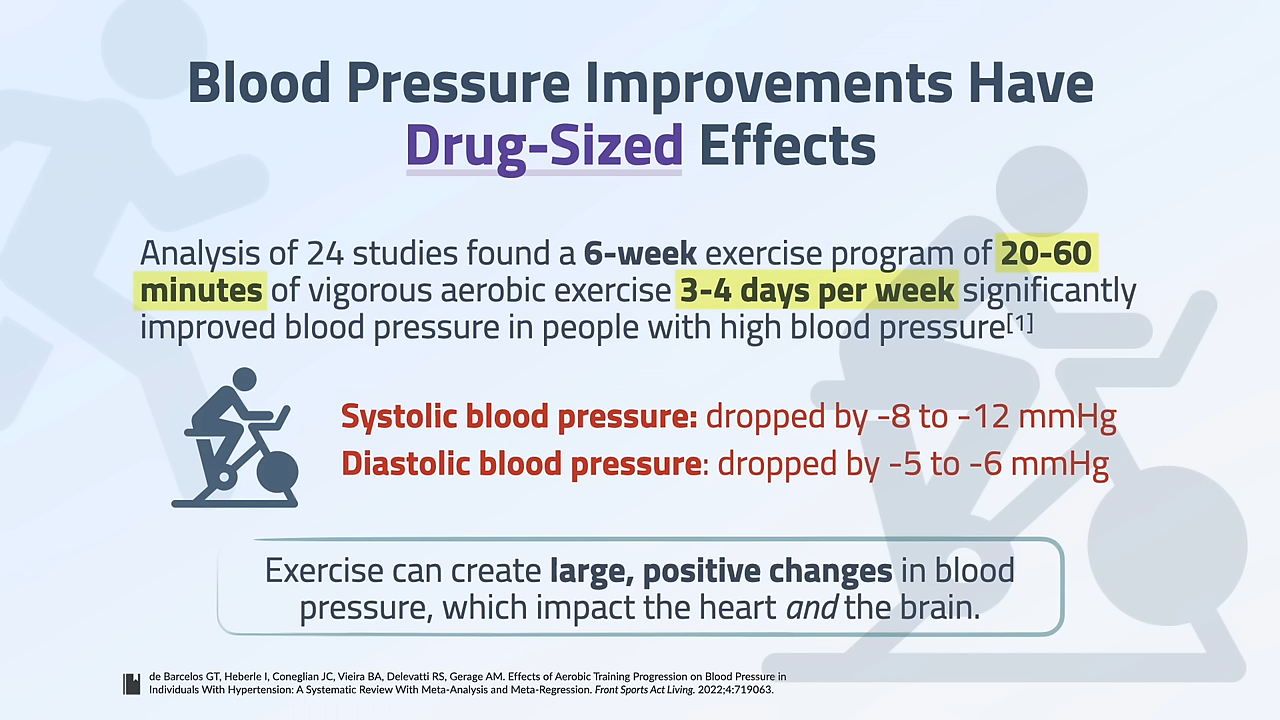 Blood Pressure Improvements Have
Drug-Sized Effects
Analysis of 24 studies found a 6-week exercise program of 20-60
minutes of vigorous aerobic exercise 3-4 days per week significantly
improved blood pressure in people with high blood pressure[1]
Systolic blood pressure: dropped by -8 to -12 mmHg
Diastolic blood pressure: dropped by -5 to -6 mmHg
Exercise can create large, positive changes in blood
pressure, which impact the heart and the brain.
de Barcelos GT, Heberle I, Coneglian JC, Vieira BA, Delevatti RS, Gerage AM. Effects of Aerobic Training Progression on Blood Pressure in
Individuals With Hypertension: A Systematic Review With Meta-Analysis and Meta-Regression. Front Sports Act Living. 2022;4:719063.